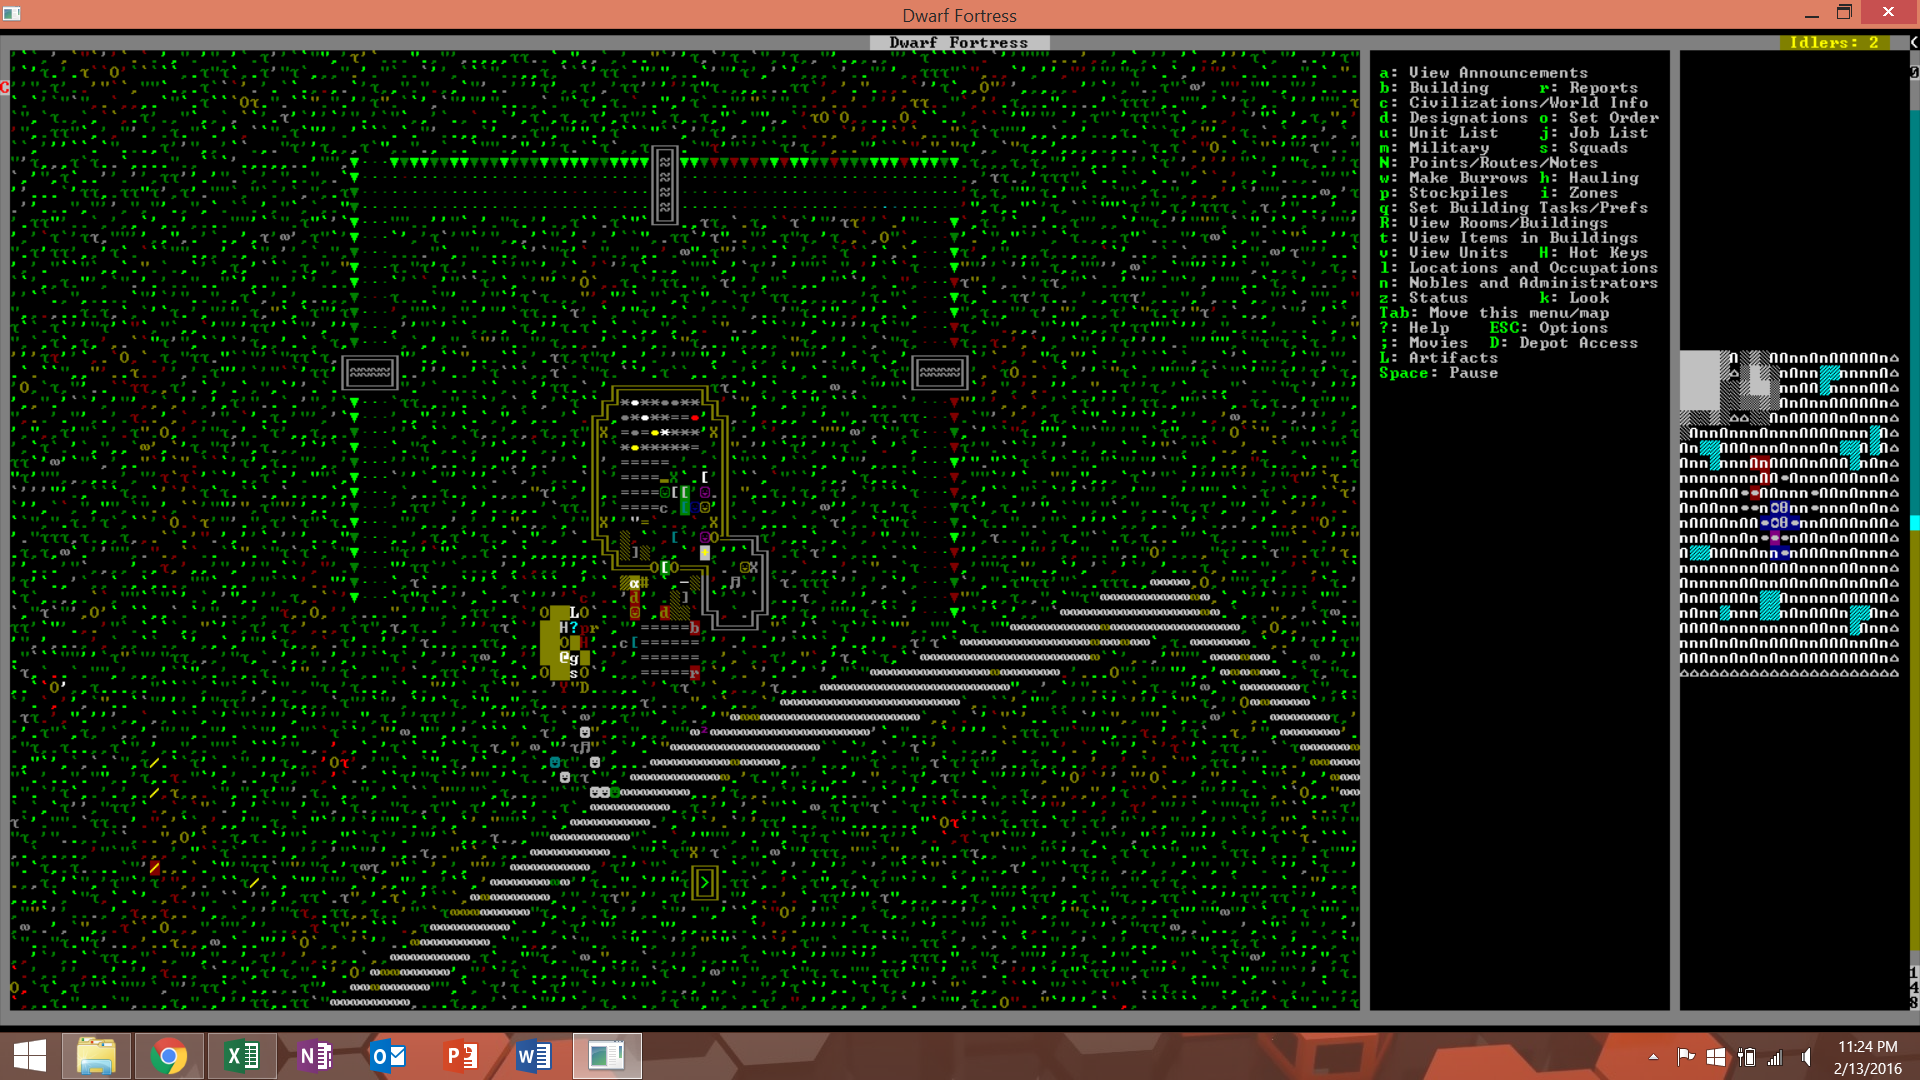 Dwarf Fortress
Dwarf Fortress
Idlers: 2
a: View Announcements
b: Building r: Reports
c: Civilizations/World Info
d: Designations o: Set Order
u: Unit List j: Job List
m: Military s: Squads
N: Points/Routes/Notes
w: Make Burrows h: Hauling
p: Stockpiles i: Zones
q: Set Building Tasks/Prefs
R: View Rooms/Buildings
t: View Items in Buildings
v: View Units H: Hot Keys
l: Locations and Occupations
n: Nobles and Administrators
z: Status k: Look
Tab: Move this menu/map
?: Help ESC: Options
;: Movies D: Depot Access
L: Artifacts
Space: Pause
11:24 PM
2/13/2016